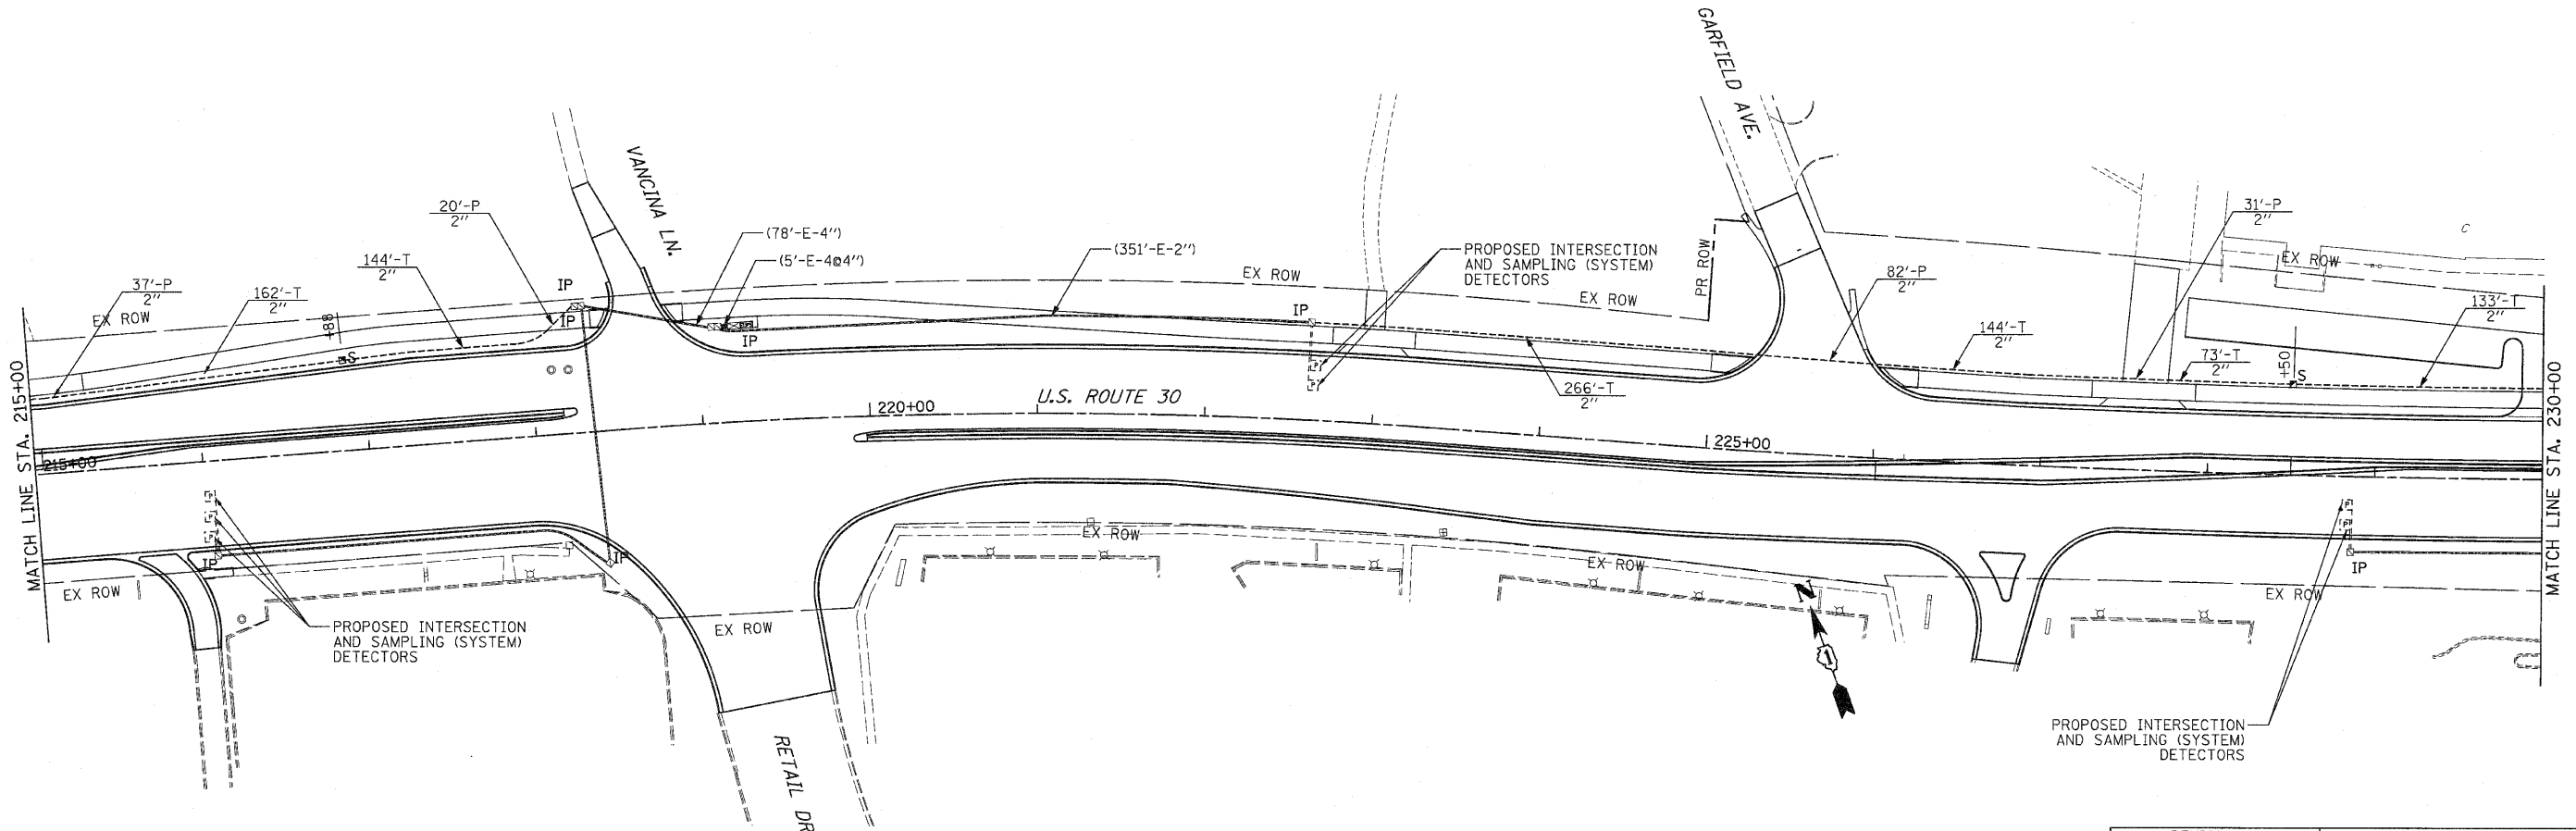 GARFIELD AVE.
VANCINA LN.
20'-P
2"
(78'-E-4")
(5'-E-4@4")
(351'-E-2")
PROPOSED INTERSECTION
AND SAMPLING (SYSTEM)
DETECTORS
EX ROW
EX ROW
PR ROW
31'-P
2"
C
EX ROW
37'-P
2"
EX ROW
162'-T
2"
+88
144'-T
2"
IP
IP
IP
IP
S
82'-P
2"
144'-T
2"
73'-T
2"
+50
S
133'-T
2"
266'-T
2"
MATCH LINE STA. 215+00
215+00
220+00
U.S. ROUTE 30
225+00
MATCH LINE STA. 230+00
IP
IP
IP
EX ROW
EX ROW
EX ROW
EX ROW
EX ROW
PROPOSED INTERSECTION
AND SAMPLING (SYSTEM)
DETECTORS
N
RETAIL DR
PROPOSED INTERSECTION
AND SAMPLING (SYSTEM)
DETECTORS